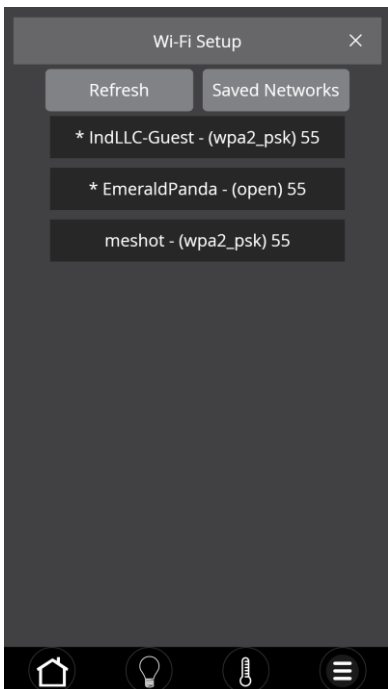 Wi-Fi Setup ×
Refresh Saved Networks
* IndLLC-Guest - (wpa2_psk) 55
* EmeraldPanda - (open) 55
meshot - (wpa2_psk) 55